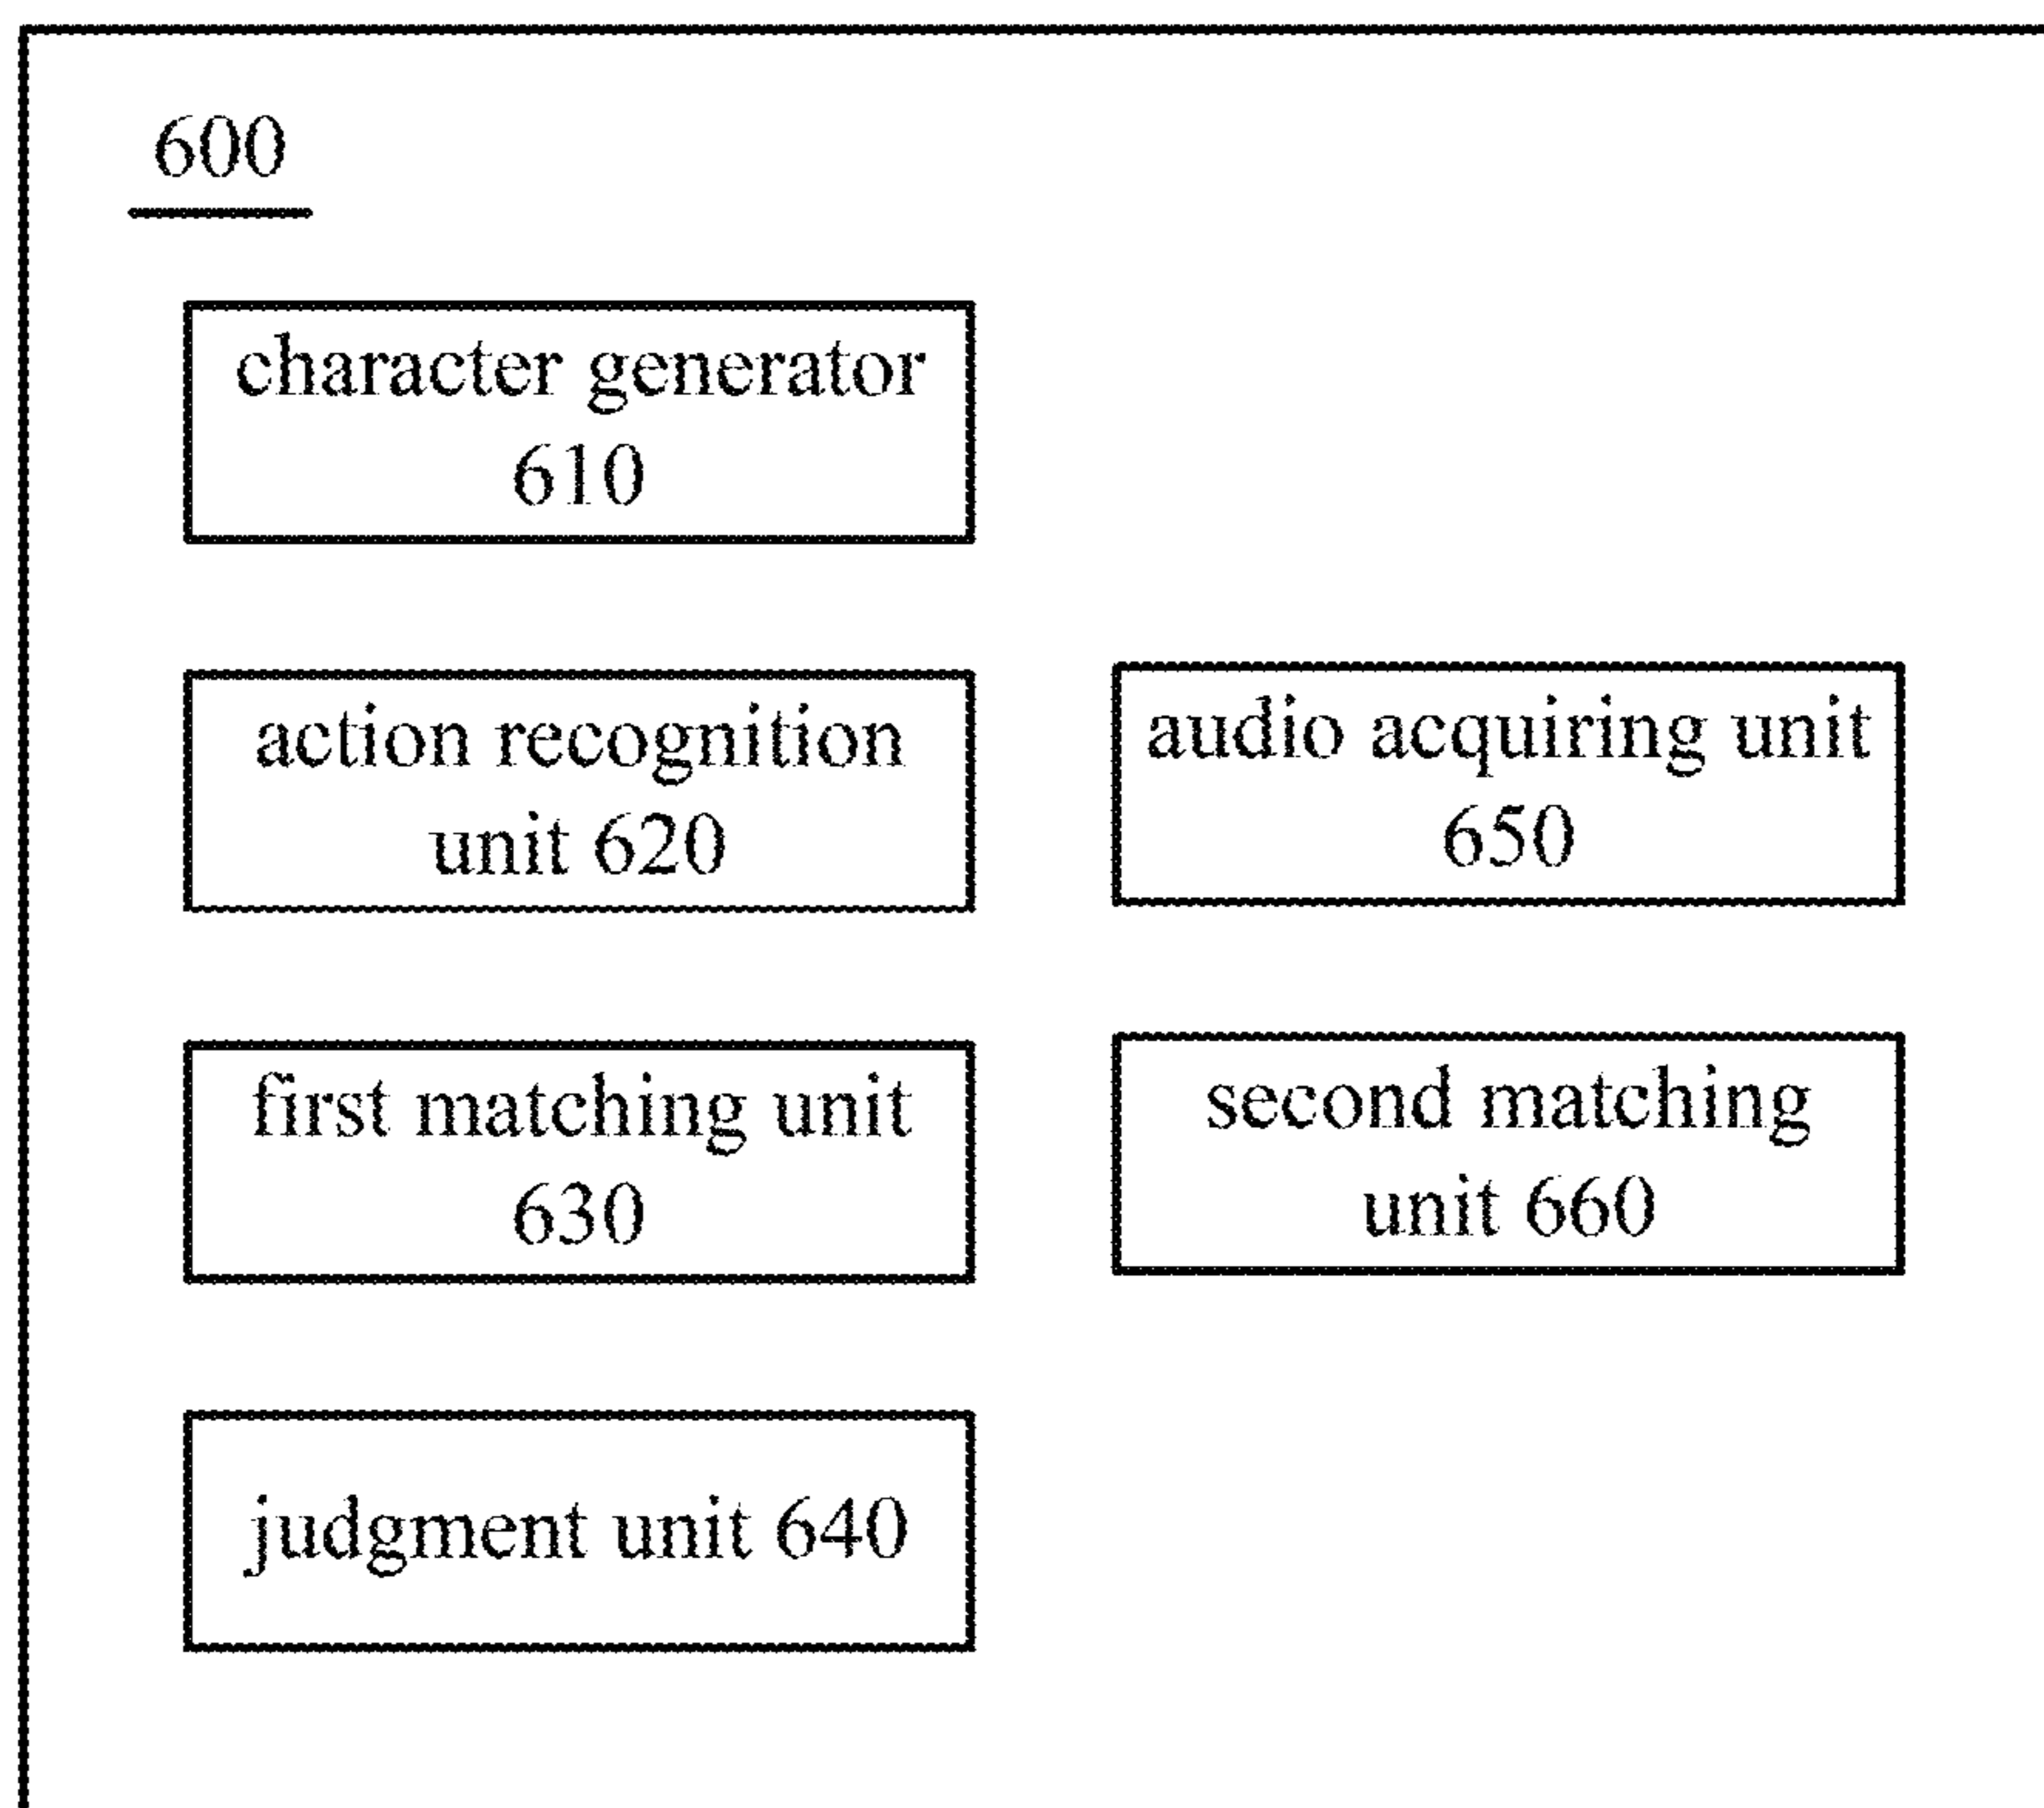 600
character generator
610
action recognition
unit 620
audio acquiring unit
650
first matching unit
630
second matching
unit 660
judgment unit 640